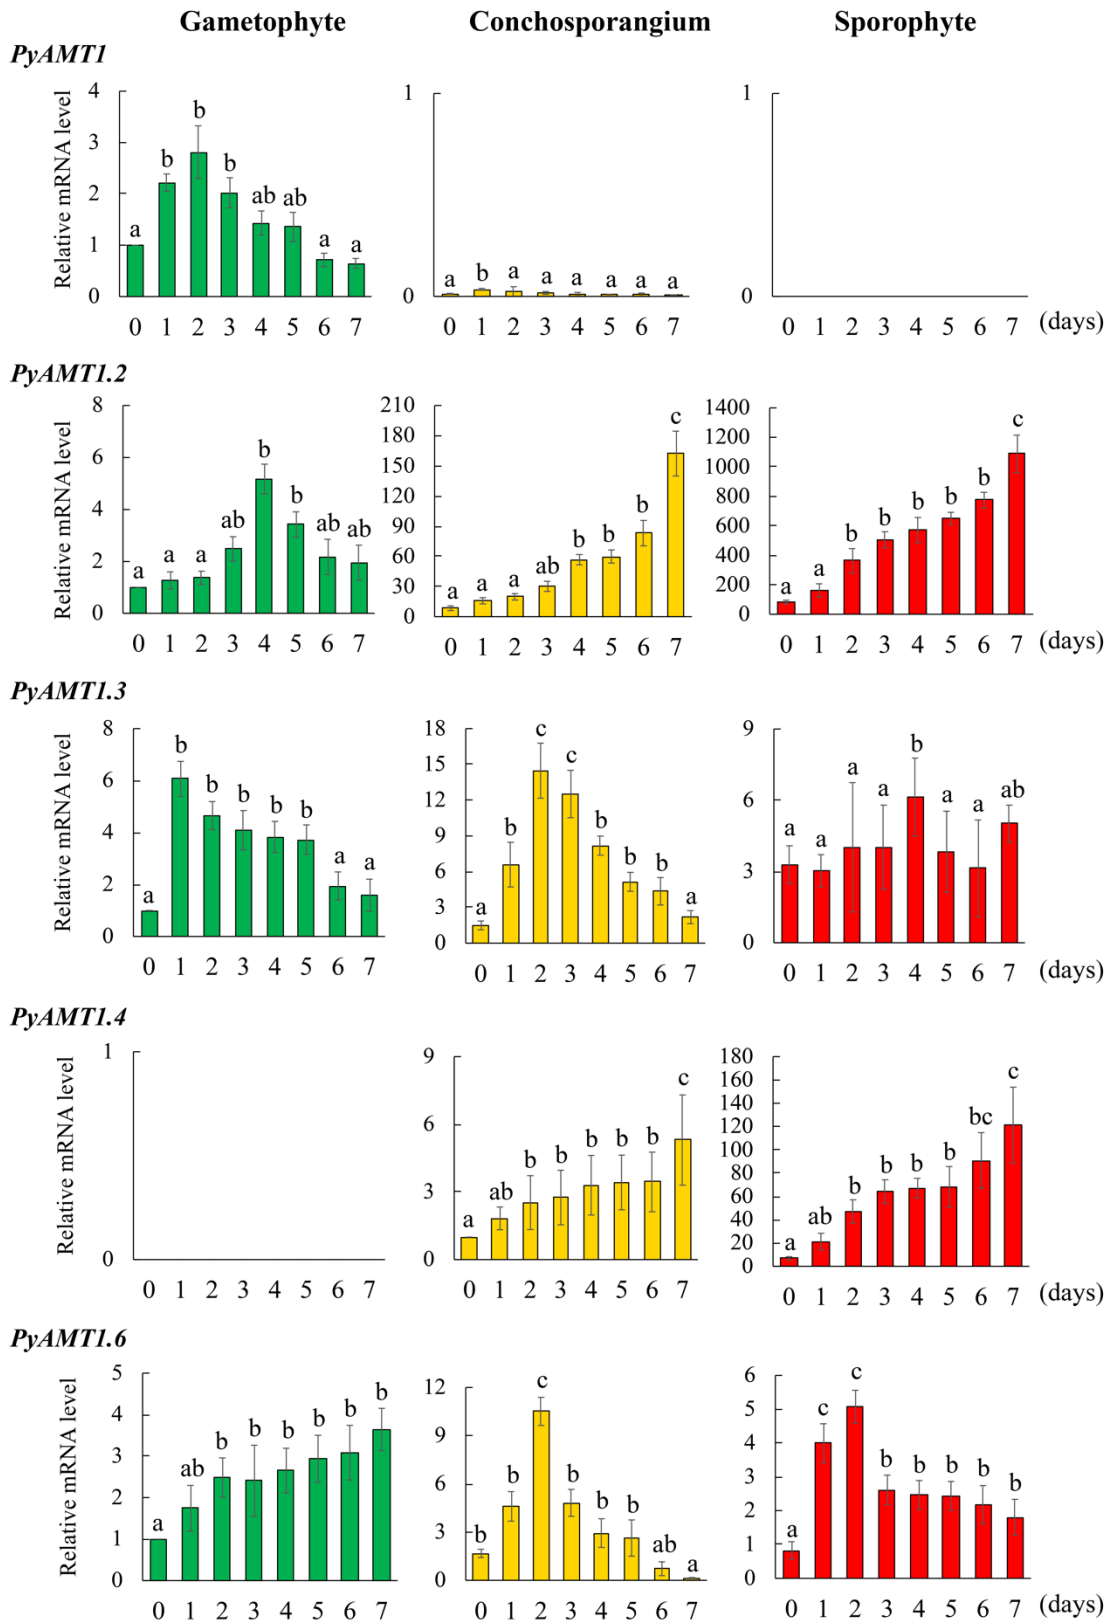 Gametophyte Conchosporangium Sporophyte
PyAMT1
Relative mRNA level
4 3 2 1 0
a b b b ab ab a a
0 1 2 3 4 5 6 7
1 0
a b a a a a a a
0 1 2 3 4 5 6 7
1 0
0 1 2 3 4 5 6 7 (days)
PyAMT1.2
Relative mRNA level
8 6 4 2 0
a a a ab b b ab ab
0 1 2 3 4 5 6 7
210 180 150 90 60 30 0
a a a ab b b b c
0 1 2 3 4 5 6 7
1400 1200 1000 800 600 400 200 0
a a b b b b b c
0 1 2 3 4 5 6 7 (days)
PyAMT1.3
Relative mRNA level
8 6 4 2 0
a b b b b b a a
0 1 2 3 4 5 6 7
18 15 12 9 6 3 0
a b c c b b b a
0 1 2 3 4 5 6 7
9 6 3 0
a a a a b a a ab
0 1 2 3 4 5 6 7 (days)
PyAMT1.4
Relative mRNA level
1 0
0 1 2 3 4 5 6 7
9 6 3 0
a ab b b b b b c
0 1 2 3 4 5 6 7
180 160 140 120 100 80 60 40 20 0
a ab b b b b bc c
0 1 2 3 4 5 6 7 (days)
PyAMT1.6
Relative mRNA level
5 4 3 2 1 0
a ab b b b b b b
0 1 2 3 4 5 6 7
12 9 6 3 0
b b c b b b ab a
0 1 2 3 4 5 6 7
6 5 4 3 2 1 0
a c c b b b b b
0 1 2 3 4 5 6 7 (days)